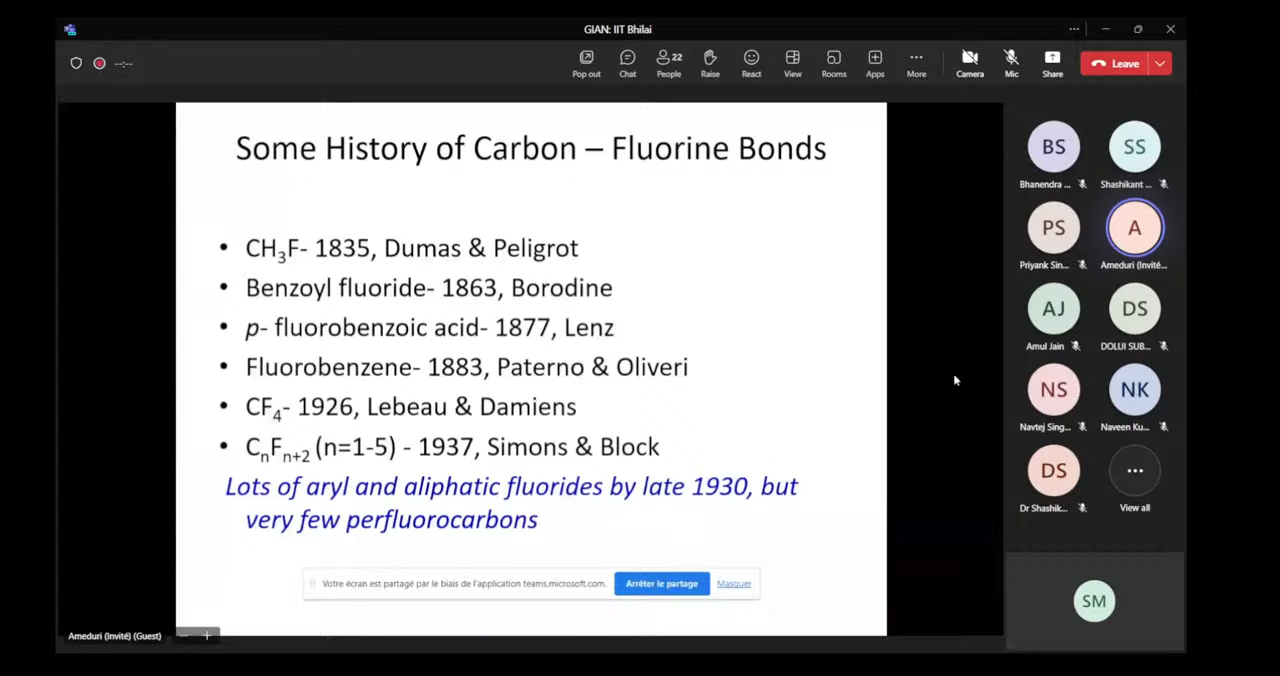 GIAN: IIT Bhilai
--:--
Pop out
Chat
22
People
Raise
React
View
Rooms
Apps
More
Camera
Mic
Share
Leave
Some History of Carbon – Fluorine Bonds
• CH₃F- 1835, Dumas & Peligrot
• Benzoyl fluoride- 1863, Borodine
• p- fluorobenzoic acid- 1877, Lenz
• Fluorobenzene- 1883, Paterno & Oliveri
• CF₄- 1926, Lebeau & Damiens
• CₙFₙ₊₂ (n=1-5) - 1937, Simons & Block
Lots of aryl and aliphatic fluorides by late 1930, but
very few perfluorocarbons
Votre écran est partagé par le biais de l'application teams.microsoft.com.
Arrêter le partage
Masquer
Ameduri (Invité) (Guest)
BS
Bhanendra ...
SS
Shashikant ...
PS
Priyank Sin...
A
Ameduri (Invité...
AJ
Amul Jain
DS
DOLUI SUB...
NS
Navtej Sing...
NK
Naveen Ku...
DS
Dr Shashik...
View all
SM